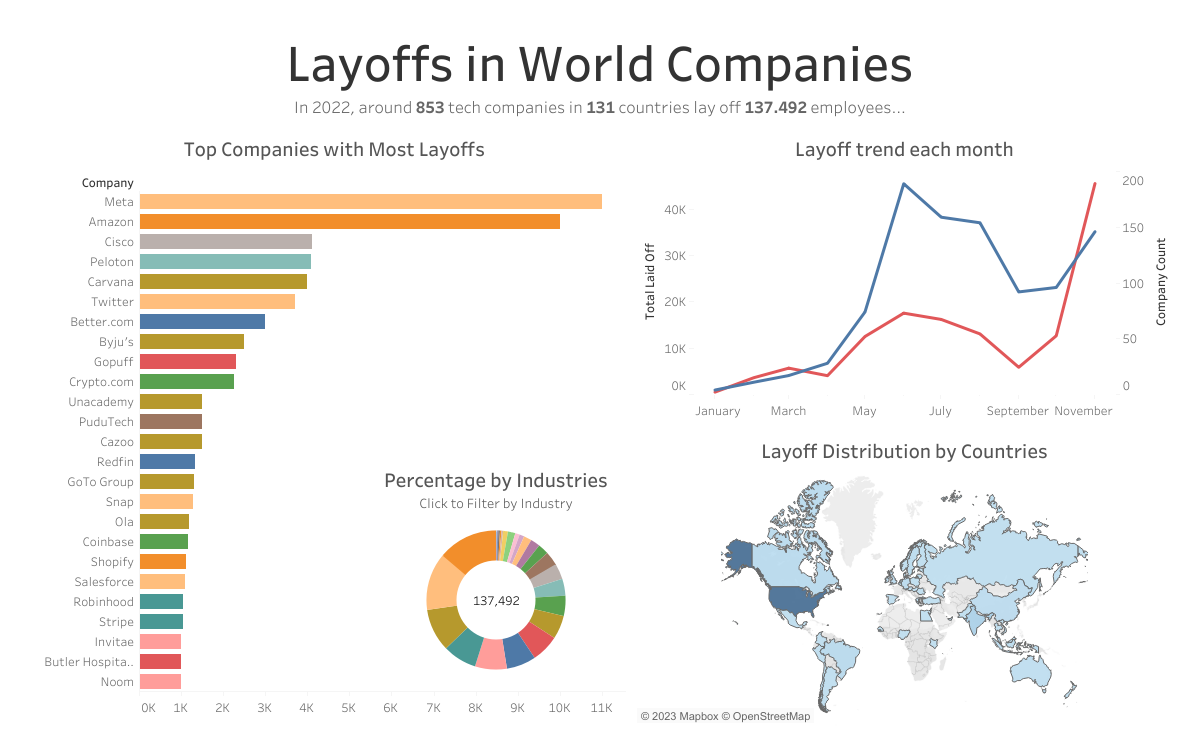 Layoffs in World Companies
In 2022, around 853 tech companies in 131 countries lay off 137.492 employees...
Top Companies with Most Layoffs
Company
Meta
Amazon
Cisco
Peloton
Carvana
Twitter
Better.com
Byju's
Gopuff
Crypto.com
Unacademy
PuduTech
Cazoo
Redfin
GoTo Group
Snap
Ola
Coinbase
Shopify
Salesforce
Robinhood
Stripe
Invitae
Butler Hospita..
Noom
0K 1K 2K 3K 4K 5K 6K 7K 8K 9K 10K 11K
Percentage by Industries
Click to Filter by Industry
137,492
Layoff trend each month
Total Laid Off
40K
30K
20K
10K
0K
200
150
100
50
0
Company Count
January March May July September November
Layoff Distribution by Countries
© 2023 Mapbox © OpenStreetMap